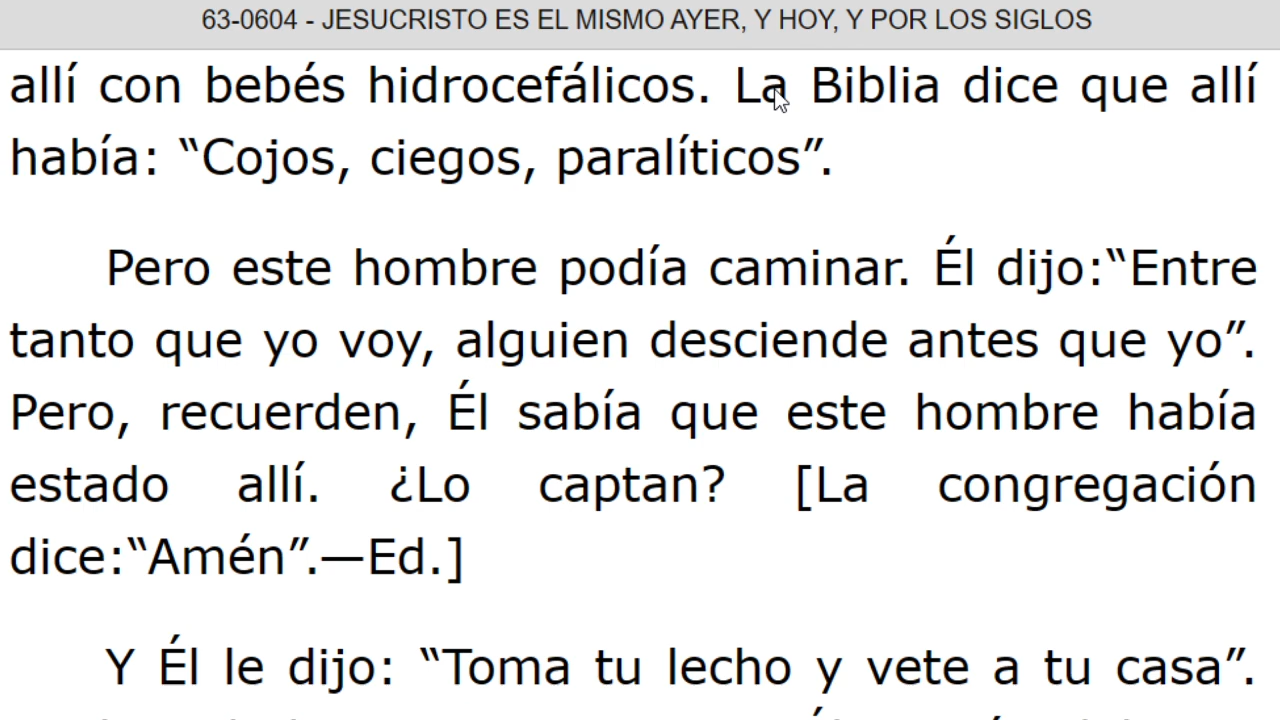 63-0604 - JESUCRISTO ES EL MISMO AYER, Y HOY, Y POR LOS SIGLOS
allí con bebés hidrocefálicos. La Biblia dice que allí
había: “Cojos, ciegos, paralíticos”.
Pero este hombre podía caminar. Él dijo:“Entre
tanto que yo voy, alguien desciende antes que yo”.
Pero, recuerden, Él sabía que este hombre había
estado allí. ¿Lo captan? [La congregación
dice:“Amén”.—Ed.]
Y Él le dijo: “Toma tu lecho y vete a tu casa”.